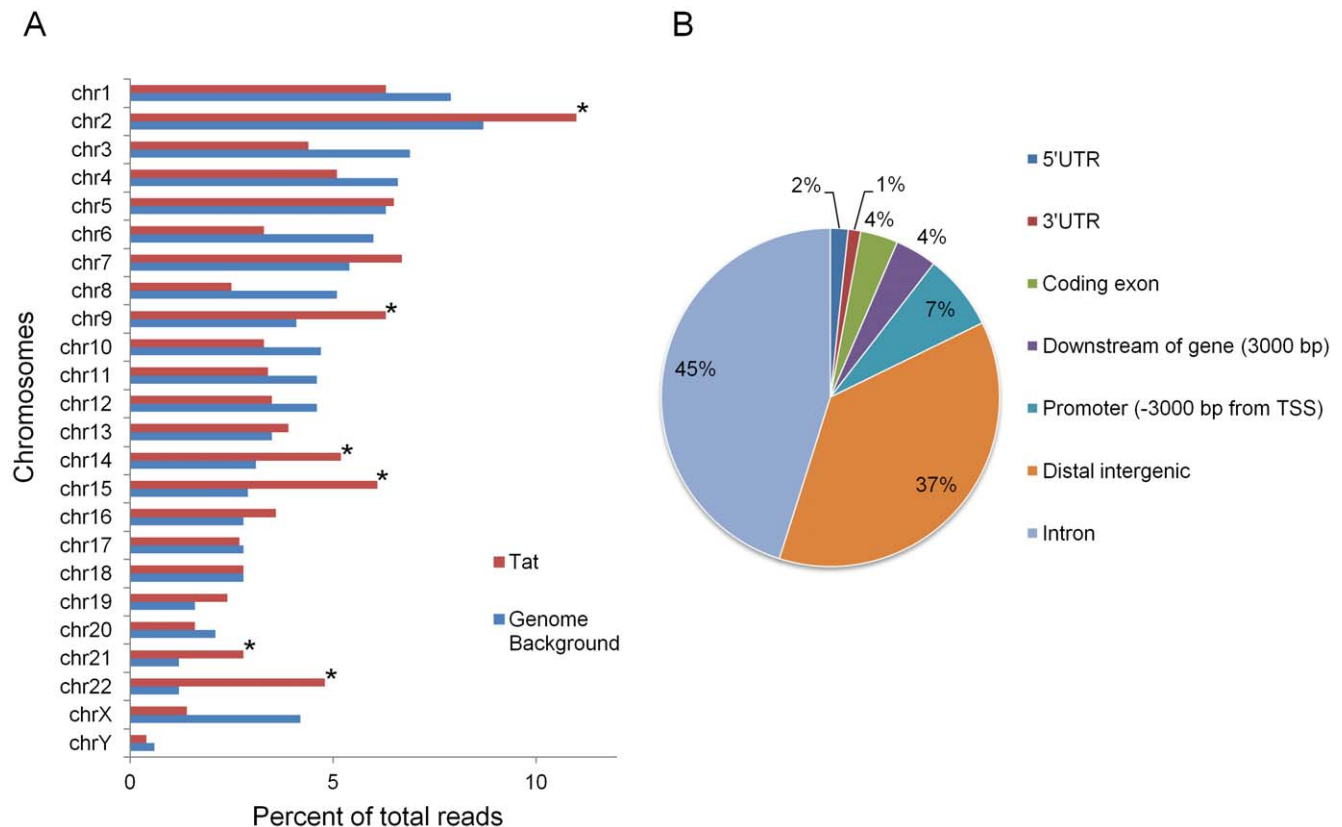 A
Chromosomes
chr1
chr2
*
chr3
chr4
chr5
chr6
chr7
chr8
chr9
*
chr10
chr11
chr12
chr13
chr14
*
chr15
*
chr16
chr17
chr18
chr19
chr20
chr21
*
chr22
*
chrX
chrY
Tat
Genome
Background
0
5
10
Percent of total reads
B
2%
1%
4%
4%
7%
37%
45%
5'UTR
3'UTR
Coding exon
Downstream of gene (3000 bp)
Promoter (-3000 bp from TSS)
Distal intergenic
Intron